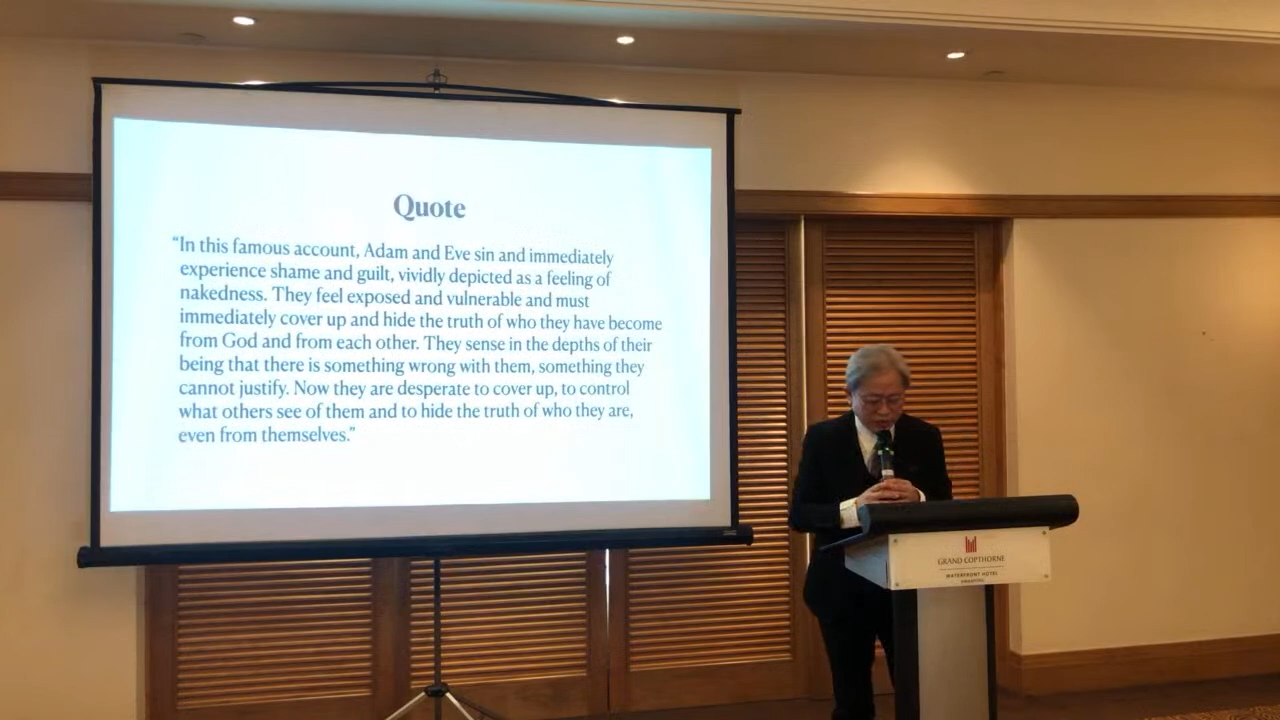 Quote
“In this famous account, Adam and Eve sin and immediately
experience shame and guilt, vividly depicted as a feeling of
nakedness. They feel exposed and vulnerable and must
immediately cover up and hide the truth of who they have become
from God and from each other. They sense in the depths of their
being that there is something wrong with them, something they
cannot justify. Now they are desperate to cover up, to control
what others see of them and to hide the truth of who they are,
even from themselves.”
GRAND COPTHORNE
WATERFRONT HOTEL
SINGAPORE